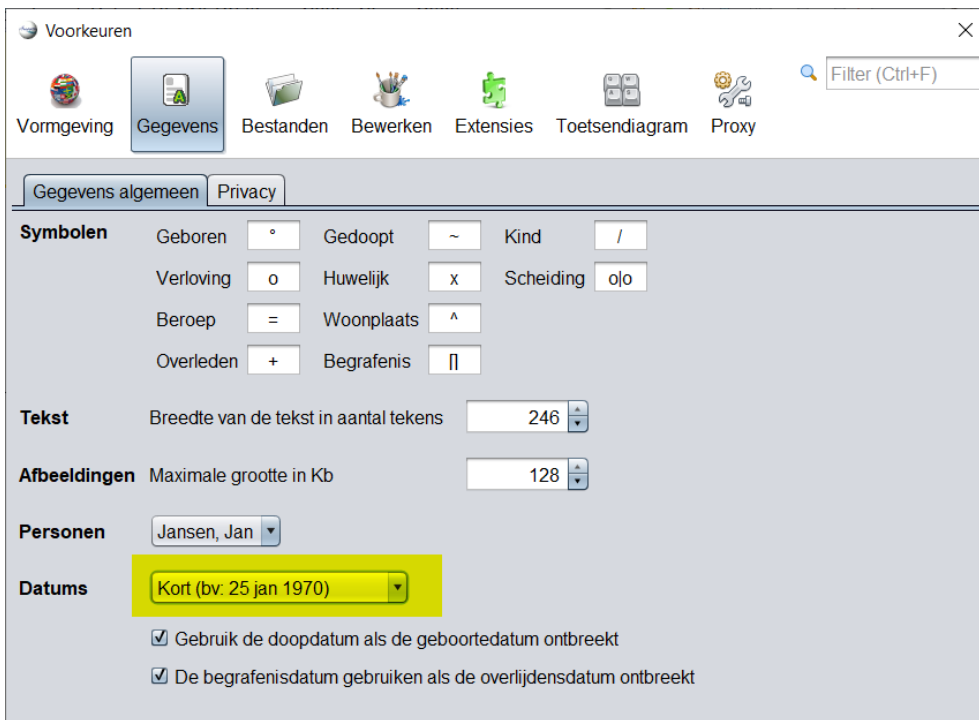 Voorkeuren
Filter (Ctrl+F)
Vormgeving Gegevens Bestanden Bewerken Extensies Toetsendiagram Proxy
Gegevens algemeen Privacy
Symbolen Geboren ° Gedoopt ~ Kind /
Verloving o Huwelijk x Scheiding o|o
Beroep = Woonplaats ^
Overleden + Begrafenis ∏
Tekst Breedte van de tekst in aantal tekens 246
Afbeeldingen Maximale grootte in Kb 128
Personen Jansen, Jan
Datums Kort (bv: 25 jan 1970)
Gebruik de doopdatum als de geboortedatum ontbreekt
De begrafenisdatum gebruiken als de overlijdensdatum ontbreekt